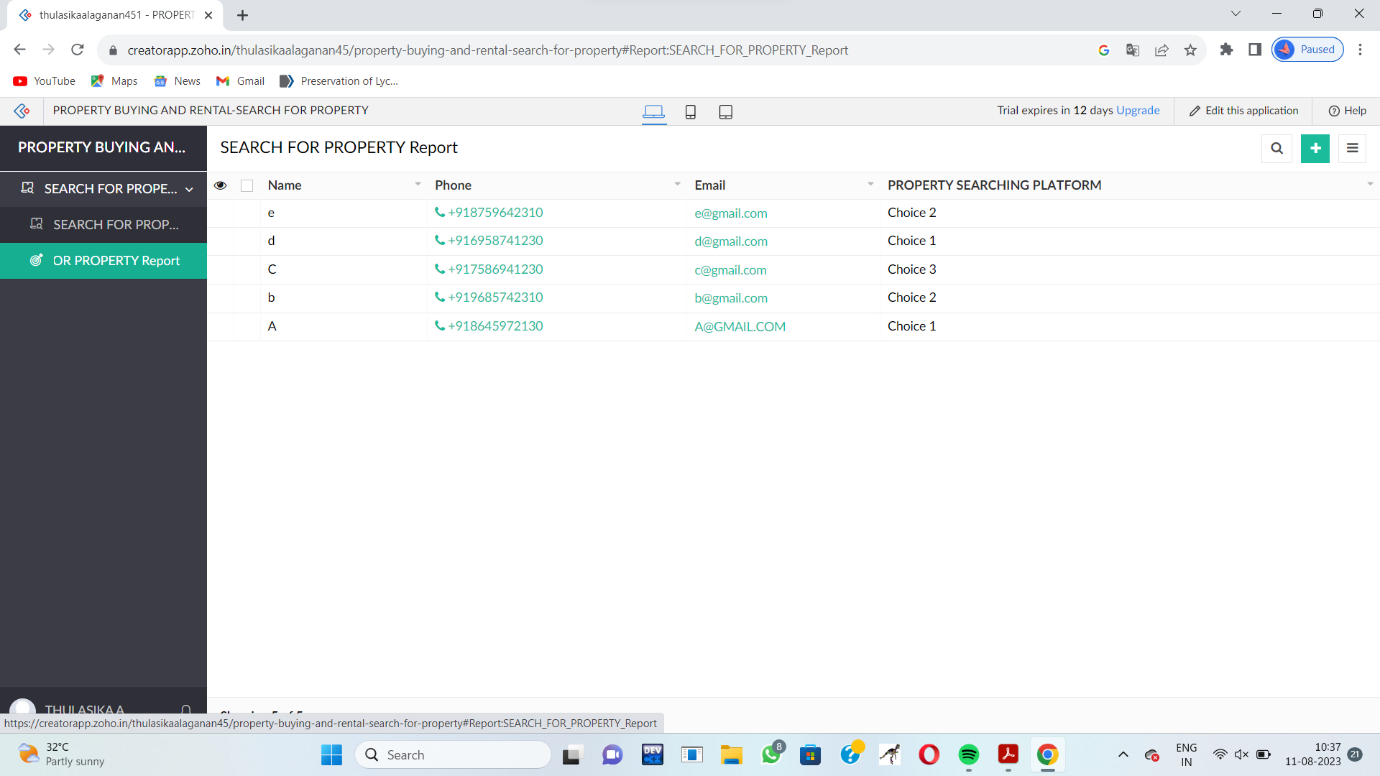 thulasikaalaganan451 - PROPERT
creatorapp.zoho.in/thulasikaalaganan45/property-buying-and-rental-search-for-property#Report:SEARCH_FOR_PROPERTY_Report
Paused
YouTube Maps News Gmail Preservation of Lyc...
PROPERTY BUYING AND RENTAL-SEARCH FOR PROPERTY
Trial expires in 12 days Upgrade
Edit this application
Help
PROPERTY BUYING AN...
SEARCH FOR PROPERTY Report
SEARCH FOR PROPE...
SEARCH FOR PROP...
OR PROPERTY Report
Name Phone Email PROPERTY SEARCHING PLATFORM
e +918759642310 e@gmail.com Choice 2
d +916958741230 d@gmail.com Choice 1
C +917586941230 c@gmail.com Choice 3
b +919685742310 b@gmail.com Choice 2
A +918645972130 A@GMAIL.COM Choice 1
THULASIKA A
https://creatorapp.zoho.in/thulasikaalaganan45/property-buying-and-rental-search-for-property#Report:SEARCH_FOR_PROPERTY_Report
32°C
Partly sunny
Search
DEV
8
ENG
IN
10:37
11-08-2023
21